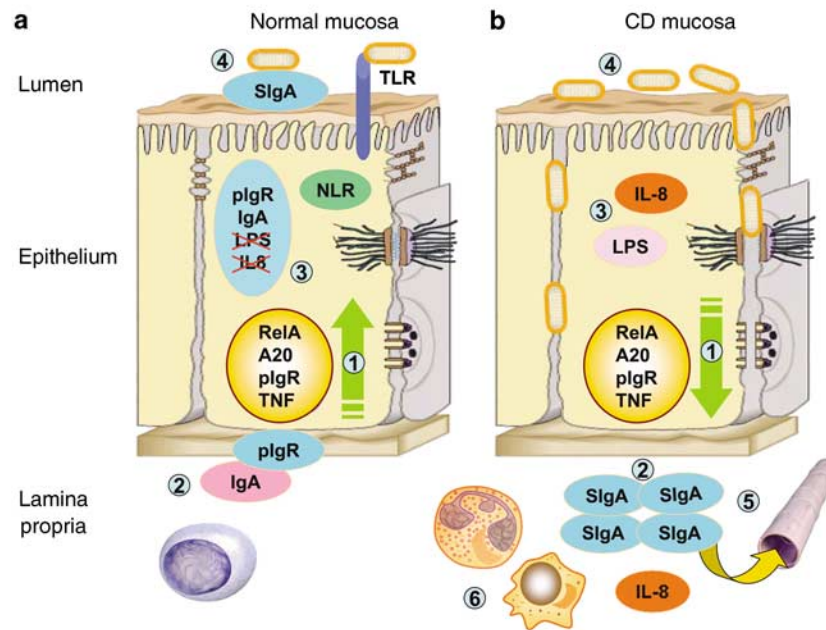 a
Normal mucosa
b
CD mucosa
Lumen
4
SIgA
TLR
4
Epithelium
pIgR
IgA
LPS
IL8
NLR
3
RelA
A20
pIgR
TNF
1
3
IL-8
LPS
RelA
A20
pIgR
TNF
1
Lamina
propria
pIgR
2
IgA
2
SIgA SIgA
SIgA SIgA
5
6
IL-8